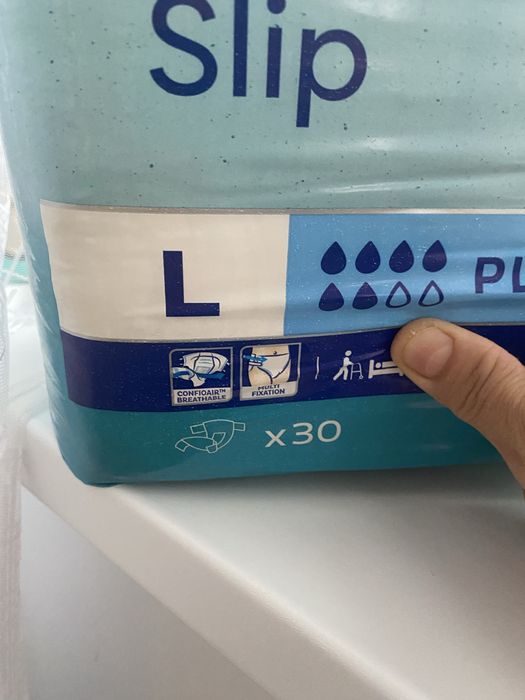 Slip
L
PL
CONFIOAIR™
BREATHABLE
MULTI
FIXATION
x30